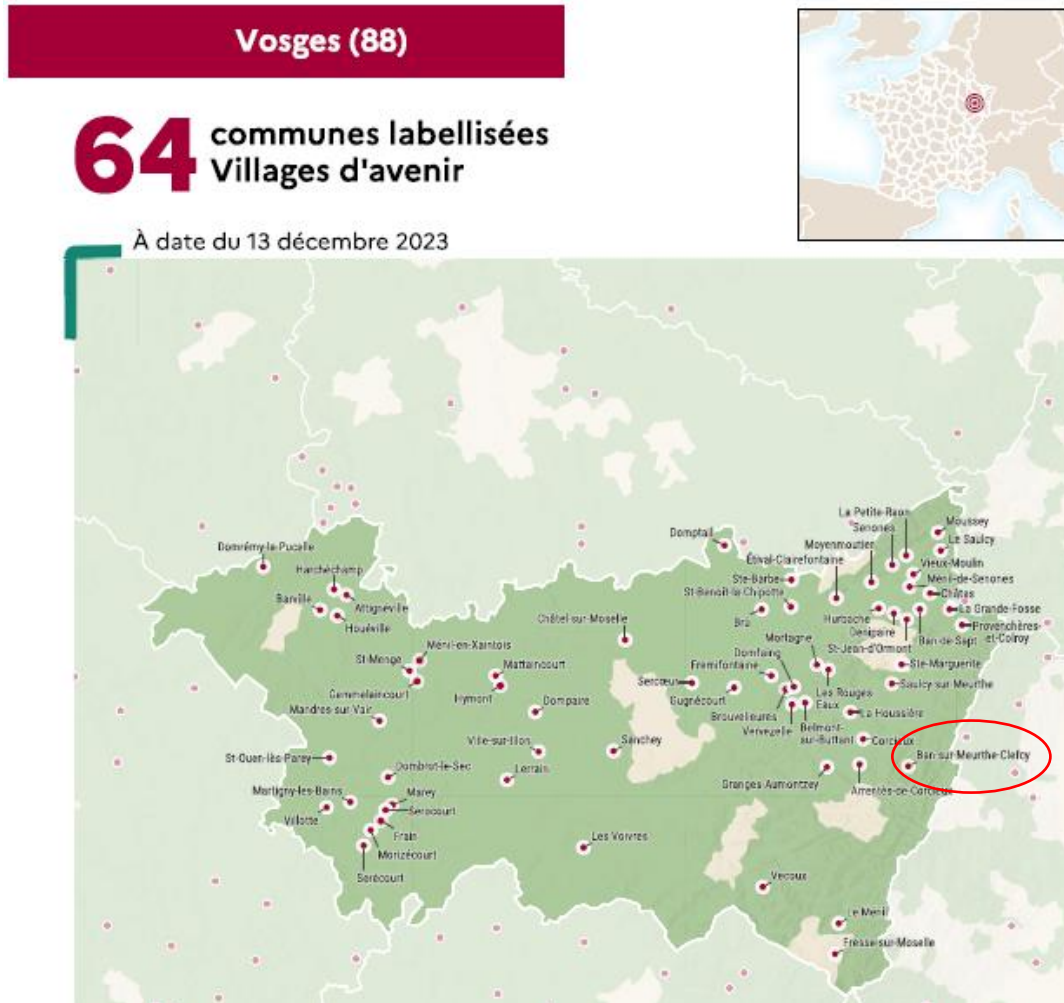 Vosges (88)
64 communes labellisées
Villages d'avenir
À date du 13 décembre 2023
La Petite-Raon
Senones
Moussey
Domptail
Moyenmoutier
Le Saulcy
Domrémy-la-Pucelle
Étival-Clairefontaine
Vieux-Moulin
Harchéchamp
Ste-Barbe
Ménil-de-Senones
St-Benoît-la-Chipotte
Châtas
Barville
Attignéville
La Grande-Fosse
Châtel-sur-Moselle
Bru
Hurbache
Houéville
Denipaire
Ban-de-Sapt
Provenchères-
et-Colroy
Mortagne
St-Jean-d'Ormont
Ménil-en-Xaintois
Domfaing
St-Menge
Mattaincourt
Fremifontaine
Ste-Marguerite
Sercœur
Saulcy-sur-Meurthe
Gemmelaincourt
Hymont
Gugnécourt
Les Rouges
Eaux
Mandres-sur-Vair
Dompaire
Brouvelieures
La Houssière
Vervezelle
Belmont-
sur-Buttant
Ville-sur-Illon
Sanchey
Corcieux
St-Ouen-lès-Parey
Ban-sur-Meurthe-Clefcy
Dombrot-le-Sec
Lerrain
Granges-Aumontzey
Arrentès-de-Corcieux
Martigny-les-Bains
Marey
Villotte
Serocourt
Frain
Les Voivres
Morizécourt
Serécourt
Vecoux
Le Ménil
Fresse-sur-Moselle